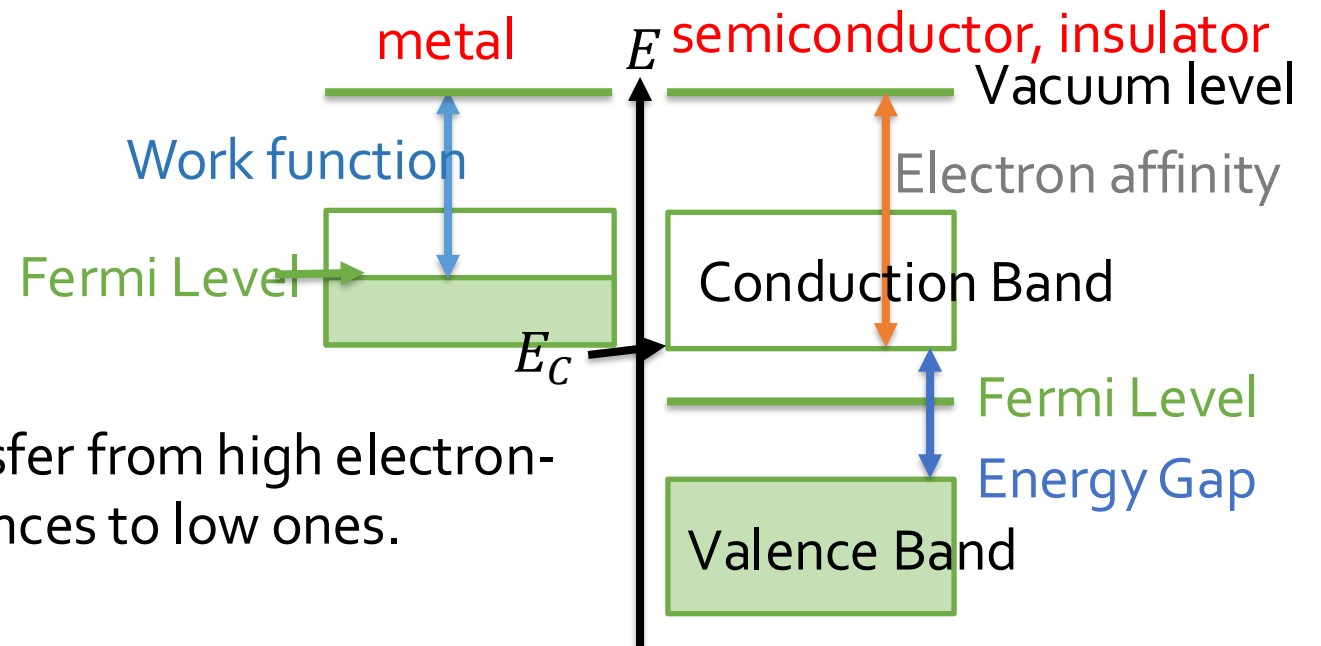 metal
E
semiconductor, insulator
Vacuum level
Work function
Electron affinity
Fermi Level
Conduction Band
E_C
Fermi Level
sfer from high electron-
nces to low ones.
Energy Gap
Valence Band